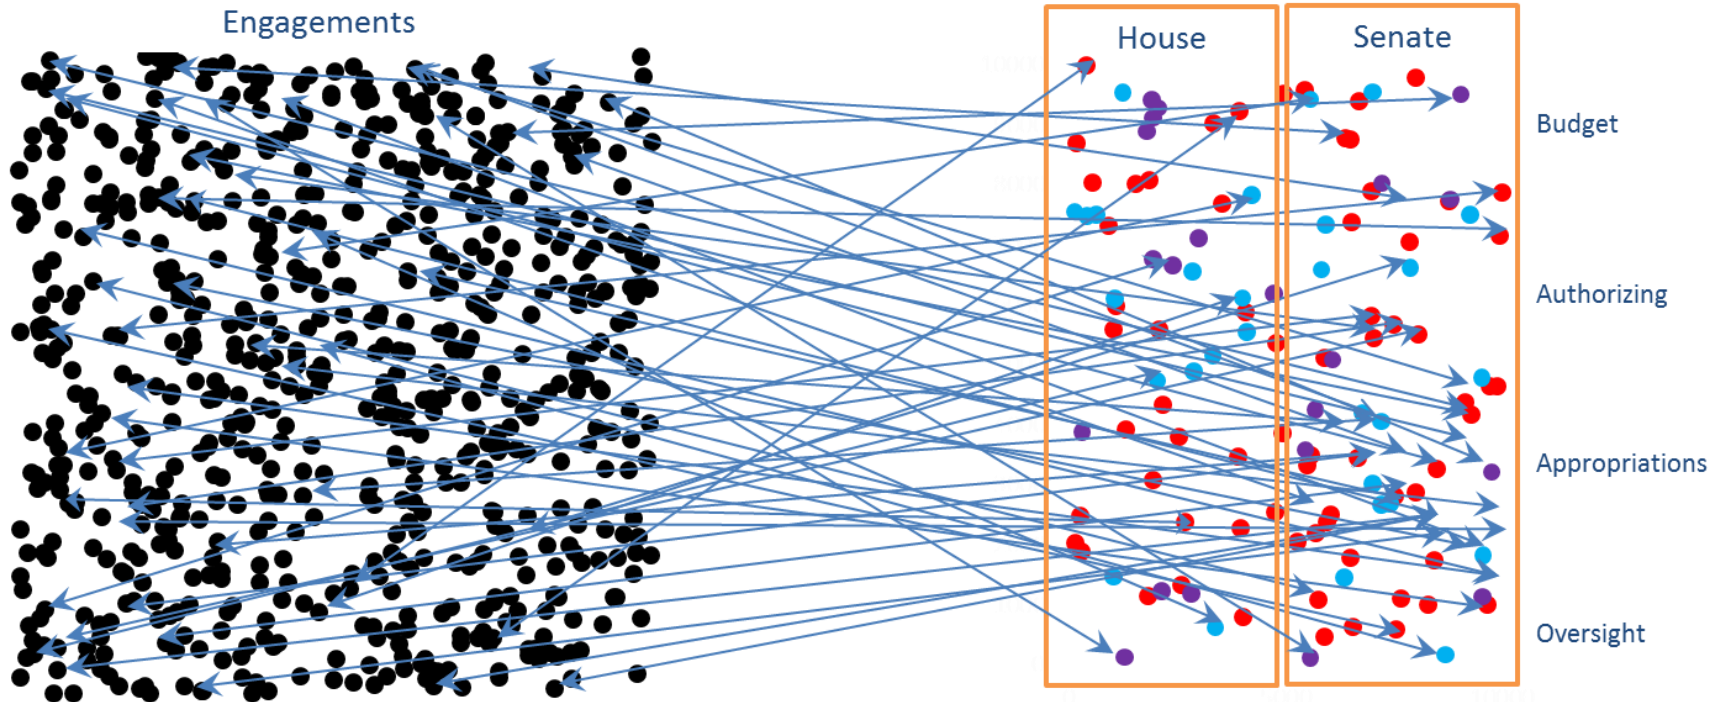 Engagements
House
Senate
Budget
Authorizing
Appropriations
Oversight